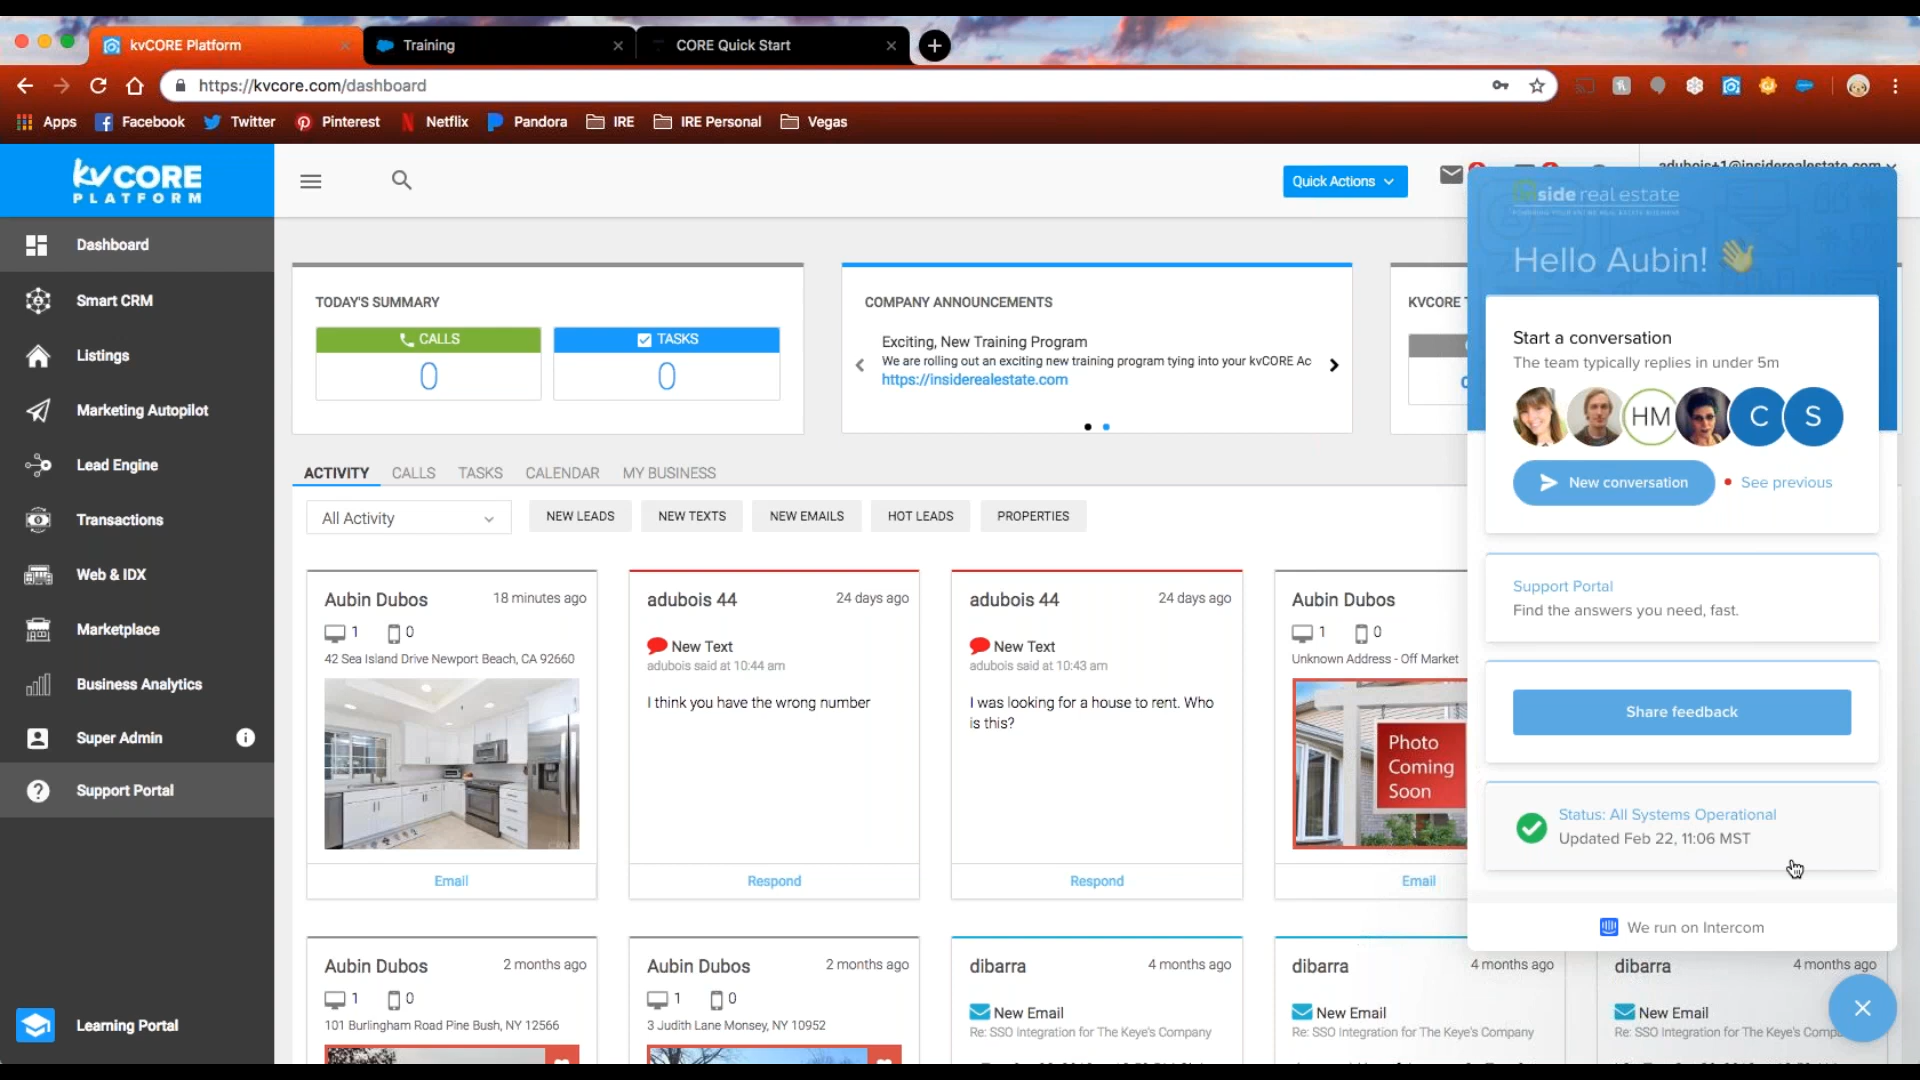 kvCORE Platform
Training
CORE Quick Start
https://kvcore.com/dashboard
Apps
Facebook
Twitter
Pinterest
Netflix
Pandora
IRE
IRE Personal
Vegas
kvCORE
PLATFORM
Quick Actions
adubois+1@insiderealestate.com
Dashboard
Smart CRM
Listings
Marketing Autopilot
Lead Engine
Transactions
Web & IDX
Marketplace
Business Analytics
Super Admin
Support Portal
Learning Portal
TODAY'S SUMMARY
CALLS
0
TASKS
0
COMPANY ANNOUNCEMENTS
Exciting, New Training Program
We are rolling out an exciting new training program tying into your kvCORE Ac
https://insiderealestate.com
KVCORE
ACTIVITY
CALLS
TASKS
CALENDAR
MY BUSINESS
All Activity
NEW LEADS
NEW TEXTS
NEW EMAILS
HOT LEADS
PROPERTIES
Aubin Dubos
18 minutes ago
1
0
42 Sea Island Drive Newport Beach, CA 92660
Email
adubois 44
24 days ago
New Text
adubois said at 10:44 am
I think you have the wrong number
Respond
adubois 44
24 days ago
New Text
adubois said at 10:43 am
I was looking for a house to rent. Who
is this?
Respond
Aubin Dubos
1
0
Unknown Address - Off Market
Photo
Coming
Soon
Email
Aubin Dubos
2 months ago
1
0
101 Burlingham Road Pine Bush, NY 12566
Aubin Dubos
2 months ago
1
0
3 Judith Lane Monsey, NY 10952
dibarra
4 months ago
New Email
Re: SSO Integration for The Keye's Company
dibarra
4 months ago
New Email
Re: SSO Integration for The Keye's Company
dibarra
4 months ago
New Email
Re: SSO Integration for The Keye's Comp
inside real estate
Hello Aubin!
Start a conversation
The team typically replies in under 5m
HM
C
S
New conversation
See previous
Support Portal
Find the answers you need, fast.
Share feedback
Status: All Systems Operational
Updated Feb 22, 11:06 MST
We run on Intercom